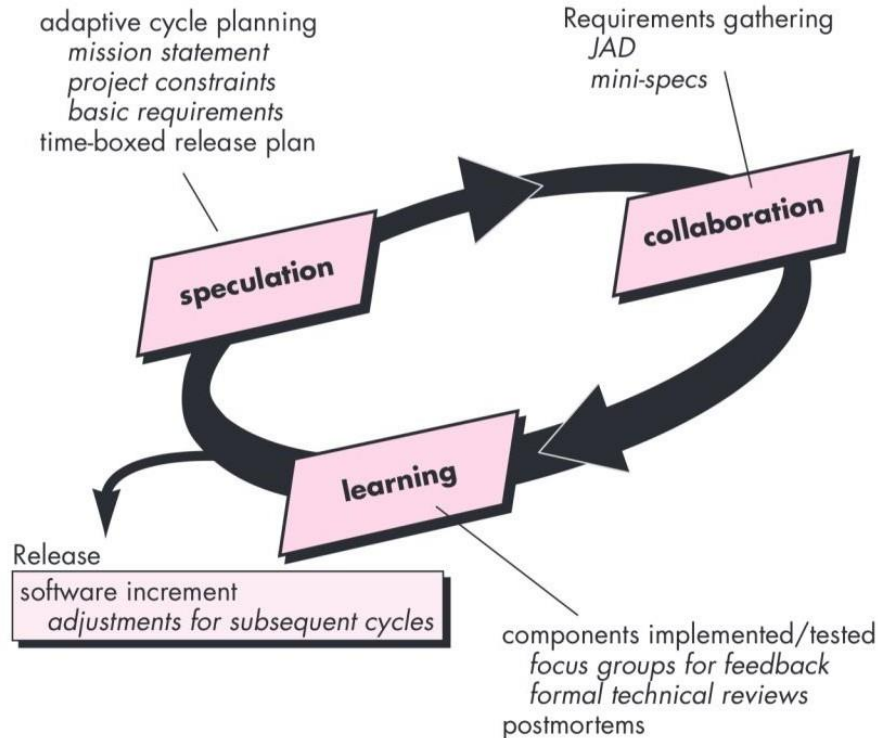 adaptive cycle planning
mission statement
project constraints
basic requirements
time-boxed release plan
Requirements gathering
JAD
mini-specs
speculation
collaboration
learning
Release
software increment
adjustments for subsequent cycles
components implemented/tested
focus groups for feedback
formal technical reviews
postmortems